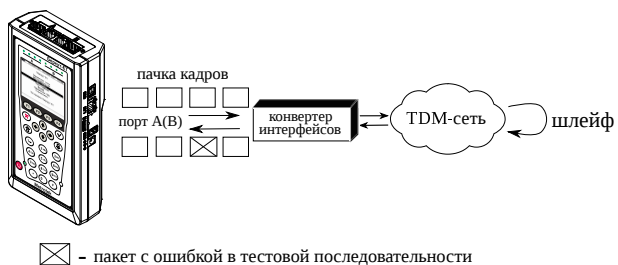 пачка кадров
порт А(В)
конвертер
интерфейсов
TDM-сеть
шлейф
- пакет с ошибкой в тестовой последовательности